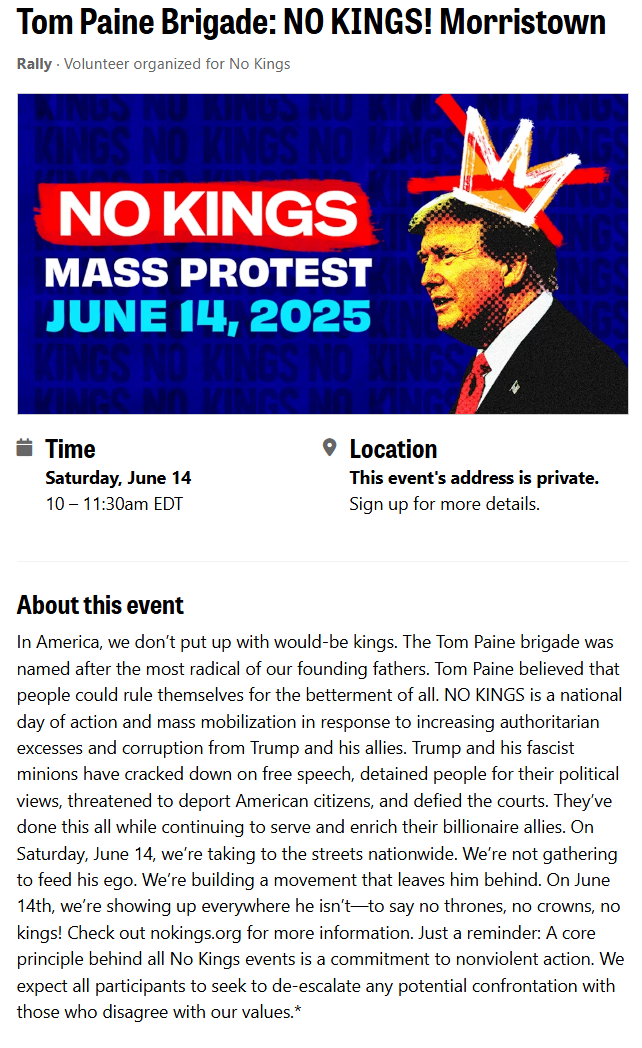 Tom Paine Brigade: NO KINGS! Morristown
Rally · Volunteer organized for No Kings
NO KINGS
MASS PROTEST
JUNE 14, 2025
Time
Saturday, June 14
10 – 11:30am EDT
Location
This event's address is private.
Sign up for more details.
About this event
In America, we don’t put up with would-be kings. The Tom Paine brigade was
named after the most radical of our founding fathers. Tom Paine believed that
people could rule themselves for the betterment of all. NO KINGS is a national
day of action and mass mobilization in response to increasing authoritarian
excesses and corruption from Trump and his allies. Trump and his fascist
minions have cracked down on free speech, detained people for their political
views, threatened to deport American citizens, and defied the courts. They’ve
done this all while continuing to serve and enrich their billionaire allies. On
Saturday, June 14, we’re taking to the streets nationwide. We’re not gathering
to feed his ego. We’re building a movement that leaves him behind. On June
14th, we’re showing up everywhere he isn’t—to say no thrones, no crowns, no
kings! Check out nokings.org for more information. Just a reminder: A core
principle behind all No Kings events is a commitment to nonviolent action. We
expect all participants to seek to de-escalate any potential confrontation with
those who disagree with our values.*